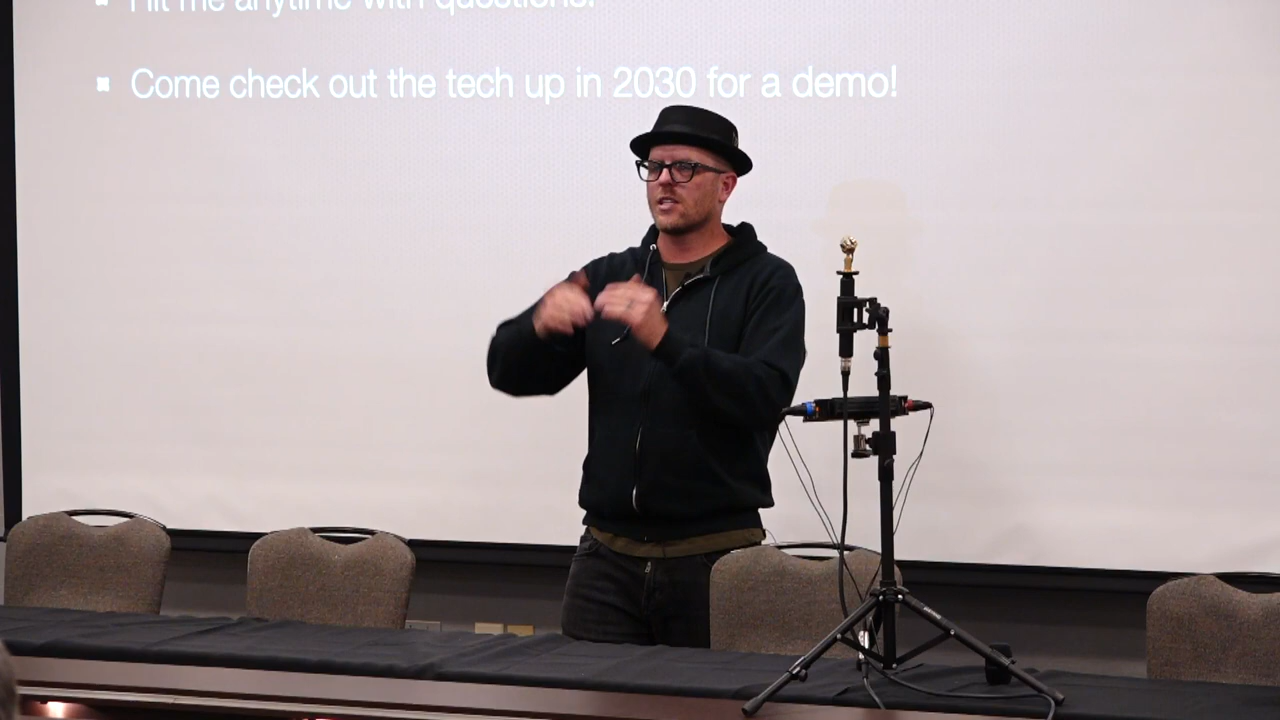 Hit me anytime with questions.
Come check out the tech up in 2030 for a demo!